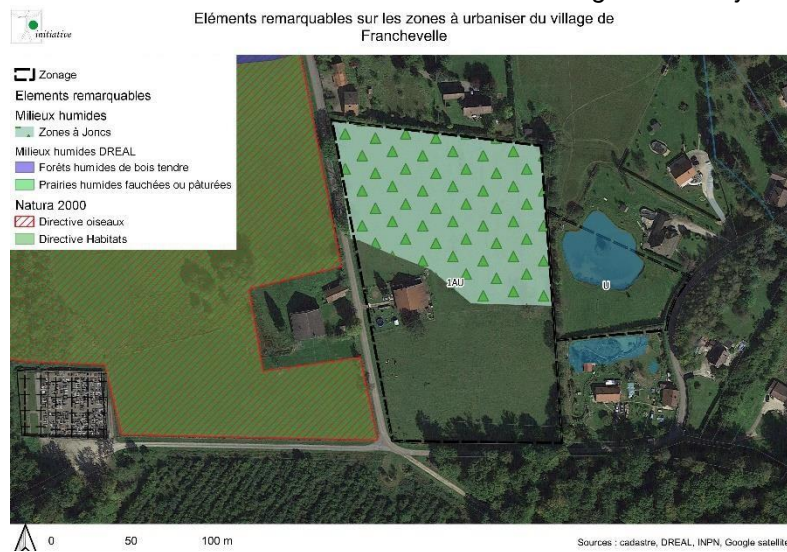 initiative
Eléments remarquables sur les zones à urbaniser du village de
Franchevelle
Zonage
Elements remarquables
Milieux humides
Zones à Joncs
Milieux humides DREAL
Forêts humides de bois tendre
Prairies humides fauchées ou pâturées
Natura 2000
Directive oiseaux
Directive Habitats
1AU
U
0 50 100 m
Sources : cadastre, DREAL, INPN, Google satellite